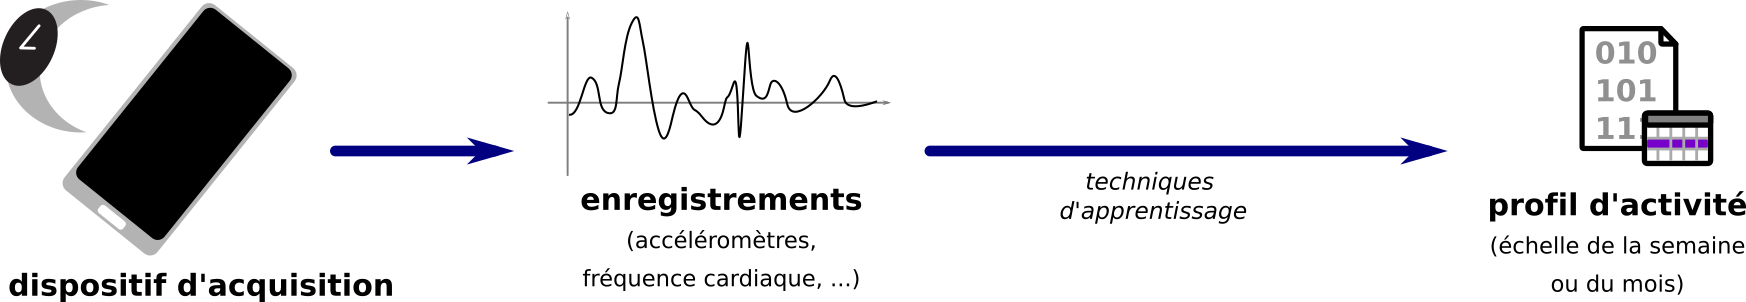 dispositif d'acquisition
enregistrements
(accéléromètres,
fréquence cardiaque, ...)
techniques
d'apprentissage
010
101
11
profil d'activité
(échelle de la semaine
ou du mois)